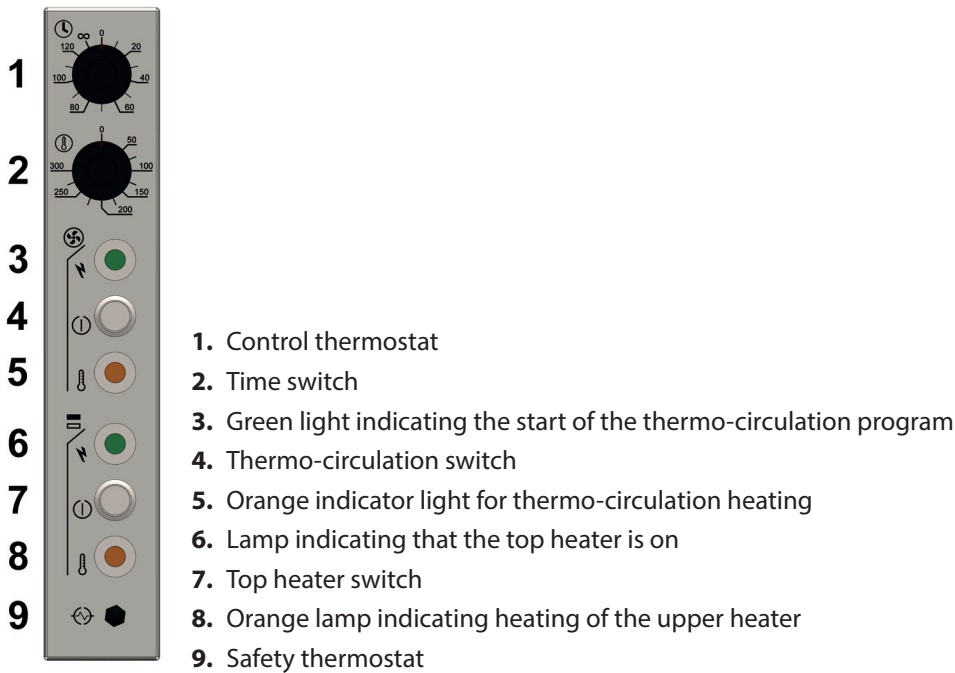 0
120
∞
20
100
40
80
60
1
0
50
300
100
250
150
200
2
3
4
5
6
7
8
9
1. Control thermostat
2. Time switch
3. Green light indicating the start of the thermo-circulation program
4. Thermo-circulation switch
5. Orange indicator light for thermo-circulation heating
6. Lamp indicating that the top heater is on
7. Top heater switch
8. Orange lamp indicating heating of the upper heater
9. Safety thermostat